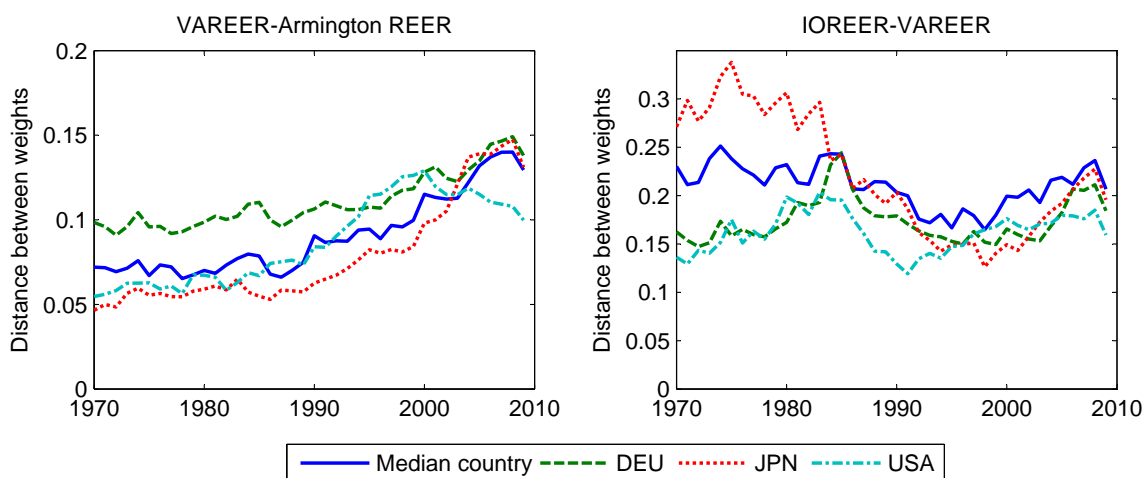 VAREER-Armington REER
IOREER-VAREER
Distance between weights
0.2
0.15
0.1
0.05
0
1970
1980
1990
2000
2010
Distance between weights
0.3
0.25
0.2
0.15
0.1
0.05
0
1970
1980
1990
2000
2010
Median country
DEU
JPN
USA